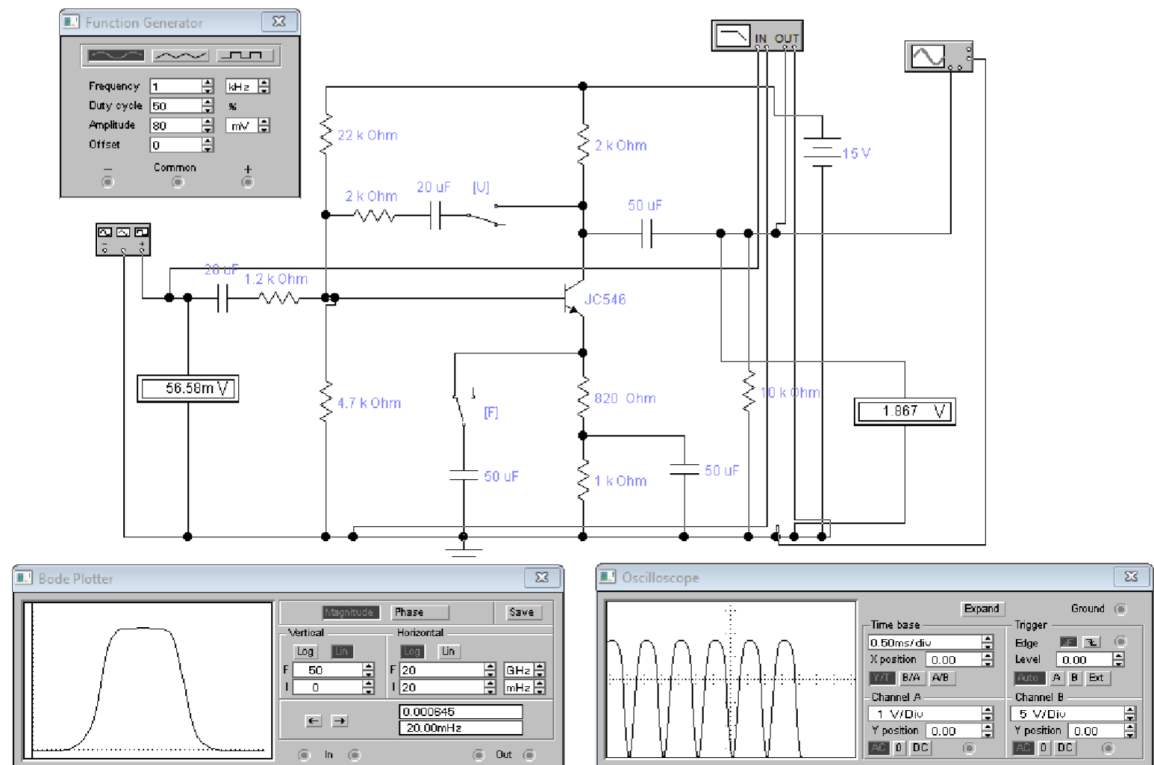 Function Generator
Frequency 1 kHz
Duty cycle 50 %
Amplitude 80 mV
Offset 0
− Common +
IN OUT
22 k Ohm
2 k Ohm
15 V
2 k Ohm
20 uF
[U]
50 uF
20 uF
1.2 k Ohm
JC546
56.58m V
4.7 k Ohm
[F]
820 Ohm
10 k Ohm
1.867 V
50 uF
1 k Ohm
50 uF
Bode Plotter
Magnitude Phase Save
Vertical Horizontal
Log Lin Log Lin
F 50 F 20 GHz
I 0 I 20 mHz
0.000645
20.00mHz
In Out
Oscilloscope
Expand Ground
Time base Trigger
0.50ms/div Edge
X position 0.00 Level 0.00
Y/T B/A A/B Auto A B Ext
Channel A Channel B
1 V/Div 5 V/Div
Y position 0.00 Y position 0.00
AC 0 DC AC 0 DC